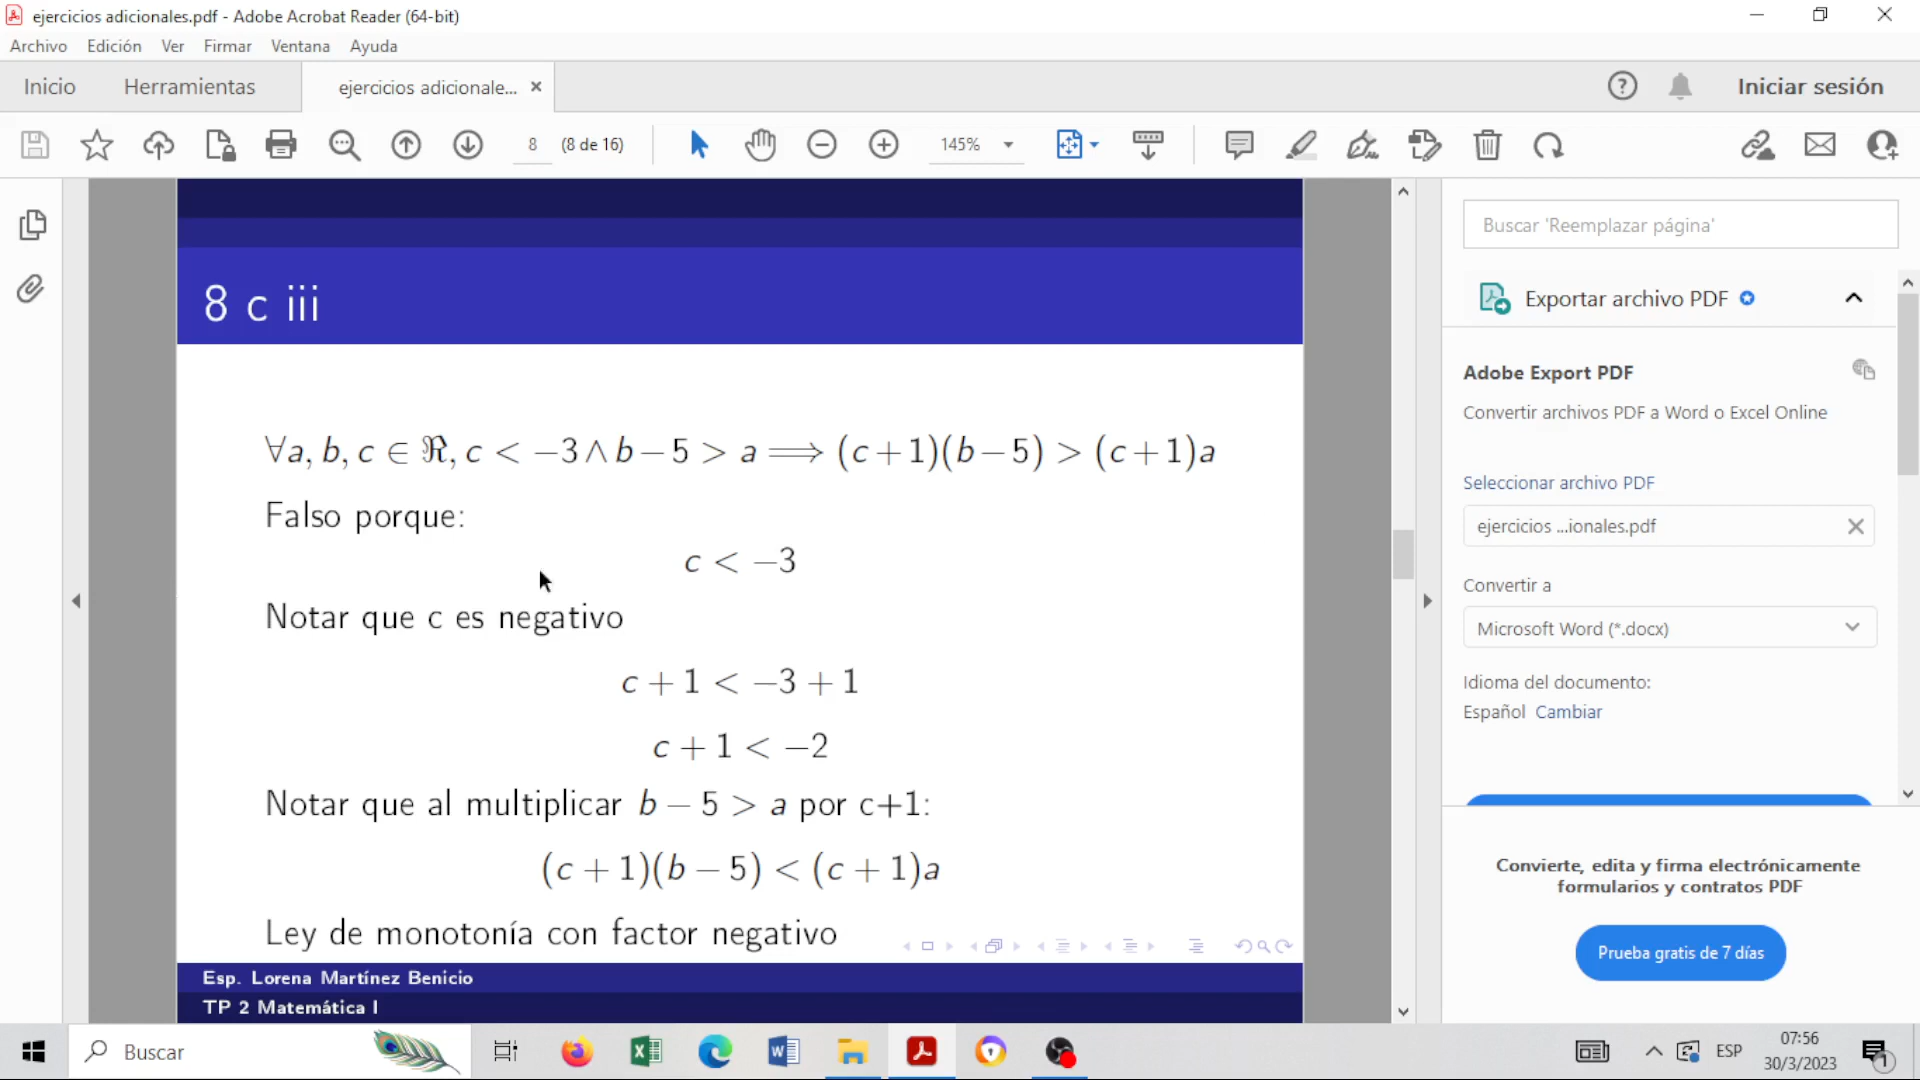 ejercicios adicionales.pdf - Adobe Acrobat Reader (64-bit)
Archivo Edición Ver Firmar Ventana Ayuda
Inicio Herramientas ejercicios adicionale... Iniciar sesión
8 (8 de 16) 145%
8 c iii
∀a, b, c ∈ ℜ, c < −3 ∧ b − 5 > a ⟹ (c + 1)(b − 5) > (c + 1)a
Falso porque:
c < −3
Notar que c es negativo
c + 1 < −3 + 1
c + 1 < −2
Notar que al multiplicar b − 5 > a por c+1:
(c + 1)(b − 5) < (c + 1)a
Ley de monotonía con factor negativo
Esp. Lorena Martínez Benicio
TP 2 Matemática I
Buscar 'Reemplazar página'
Exportar archivo PDF
Adobe Export PDF
Convertir archivos PDF a Word o Excel Online
Seleccionar archivo PDF
ejercicios ...ionales.pdf
Convertir a
Microsoft Word (*.docx)
Idioma del documento:
Español Cambiar
Convierte, edita y firma electrónicamente
formularios y contratos PDF
Prueba gratis de 7 días
Buscar
ESP
07:56
30/3/2023
1